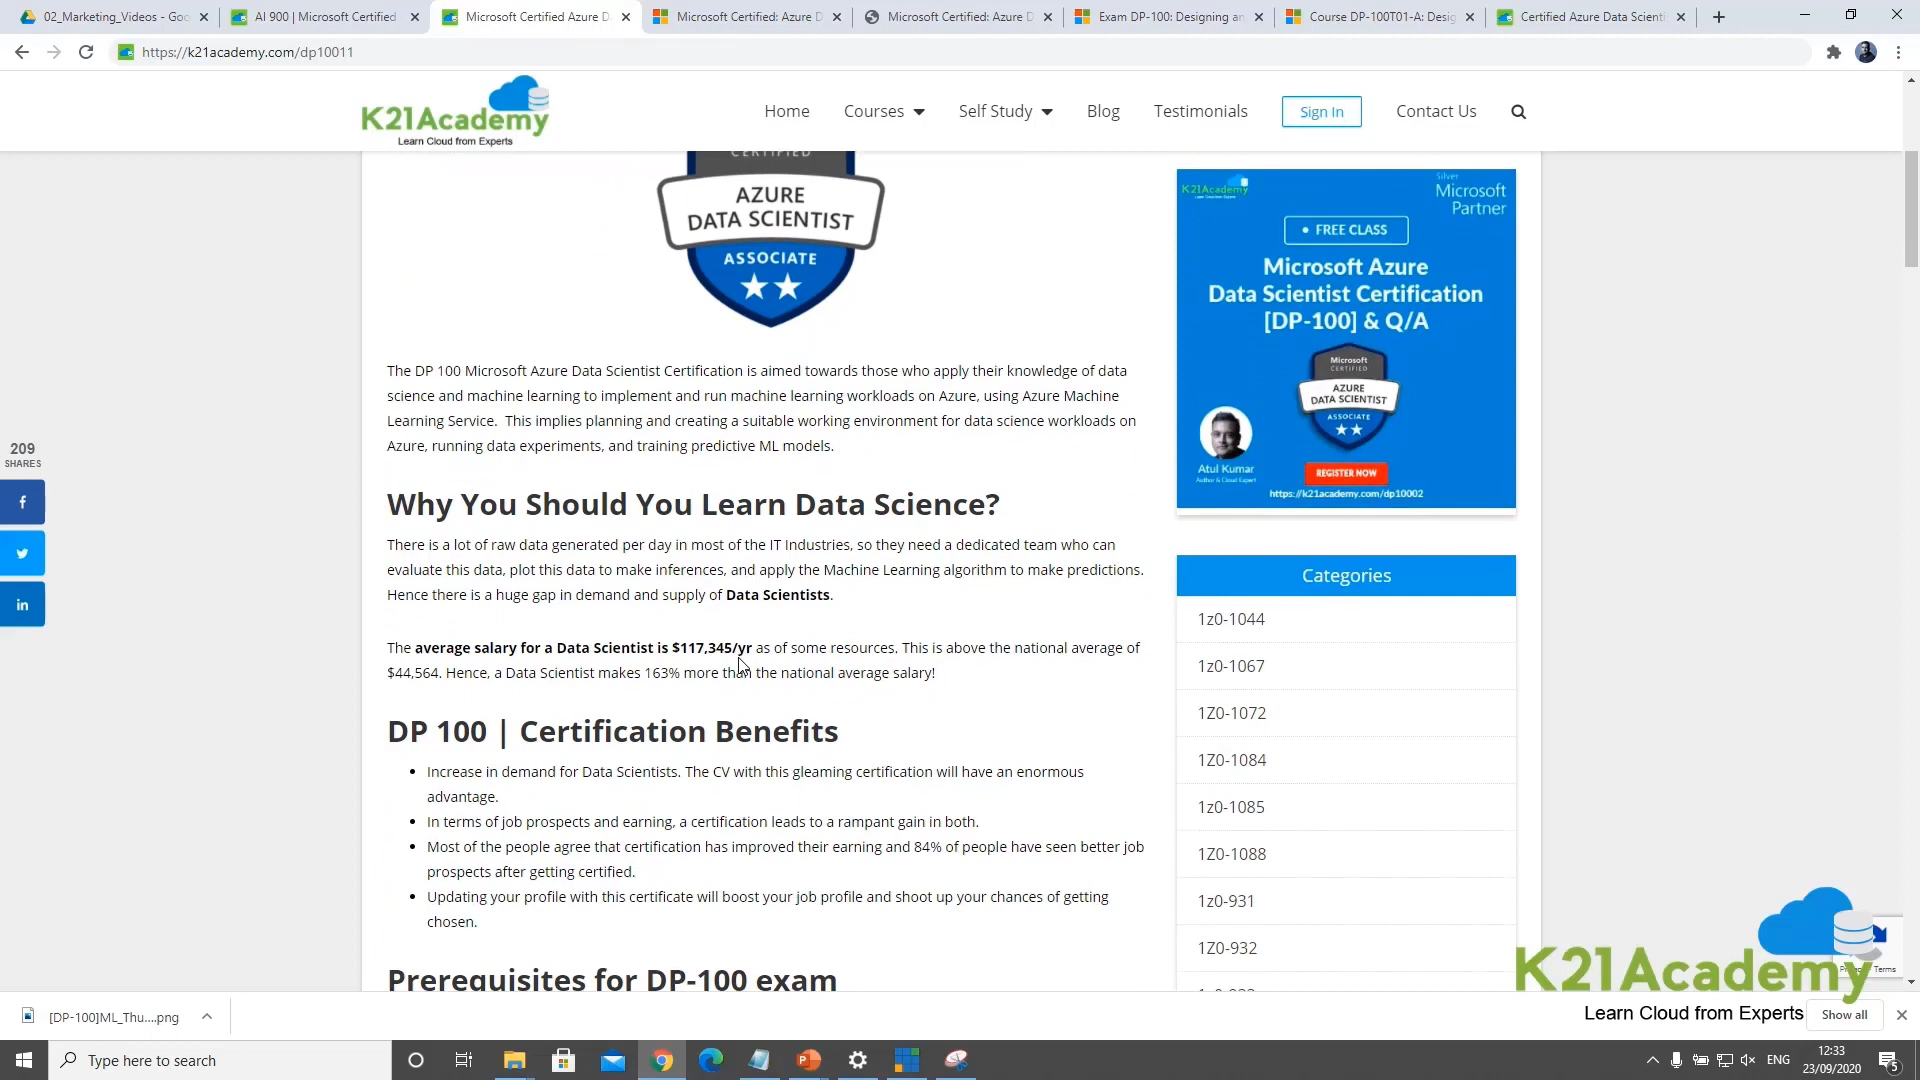 02_Marketing_Videos - Goo
AI 900 | Microsoft Certified
Microsoft Certified Azure D
Microsoft Certified: Azure D
Microsoft Certified: Azure D
Exam DP-100: Designing an
Course DP-100T01-A: Desig
Certified Azure Data Scienti
https://k21academy.com/dp10011
K21Academy
Learn Cloud from Experts
Home
Courses
Self Study
Blog
Testimonials
Sign In
Contact Us
CERTIFIED
AZURE
DATA SCIENTIST
ASSOCIATE
The DP 100 Microsoft Azure Data Scientist Certification is aimed towards those who apply their knowledge of data
science and machine learning to implement and run machine learning workloads on Azure, using Azure Machine
Learning Service. This implies planning and creating a suitable working environment for data science workloads on
Azure, running data experiments, and training predictive ML models.
209
SHARES
Why You Should You Learn Data Science?
There is a lot of raw data generated per day in most of the IT Industries, so they need a dedicated team who can
evaluate this data, plot this data to make inferences, and apply the Machine Learning algorithm to make predictions.
Hence there is a huge gap in demand and supply of Data Scientists.
The average salary for a Data Scientist is $117,345/yr as of some resources. This is above the national average of
$44,564. Hence, a Data Scientist makes 163% more than the national average salary!
DP 100 | Certification Benefits
• Increase in demand for Data Scientists. The CV with this gleaming certification will have an enormous
advantage.
• In terms of job prospects and earning, a certification leads to a rampant gain in both.
• Most of the people agree that certification has improved their earning and 84% of people have seen better job
prospects after getting certified.
• Updating your profile with this certificate will boost your job profile and shoot up your chances of getting
chosen.
Prerequisites for DP-100 exam
K21Academy
Learn Cloud from Experts
Silver
Microsoft
Partner
• FREE CLASS
Microsoft Azure
Data Scientist Certification
[DP-100] & Q/A
Microsoft
CERTIFIED
AZURE
DATA SCIENTIST
ASSOCIATE
Atul Kumar
Author & Cloud Expert
REGISTER NOW
https://k21academy.com/dp10002
Categories
1z0-1044
1z0-1067
1Z0-1072
1Z0-1084
1z0-1085
1Z0-1088
1z0-931
1Z0-932
K21Academy
Terms
Learn Cloud from Experts
[DP-100]ML_Thu....png
Show all
Type here to search
ENG
12:33
23/09/2020
5